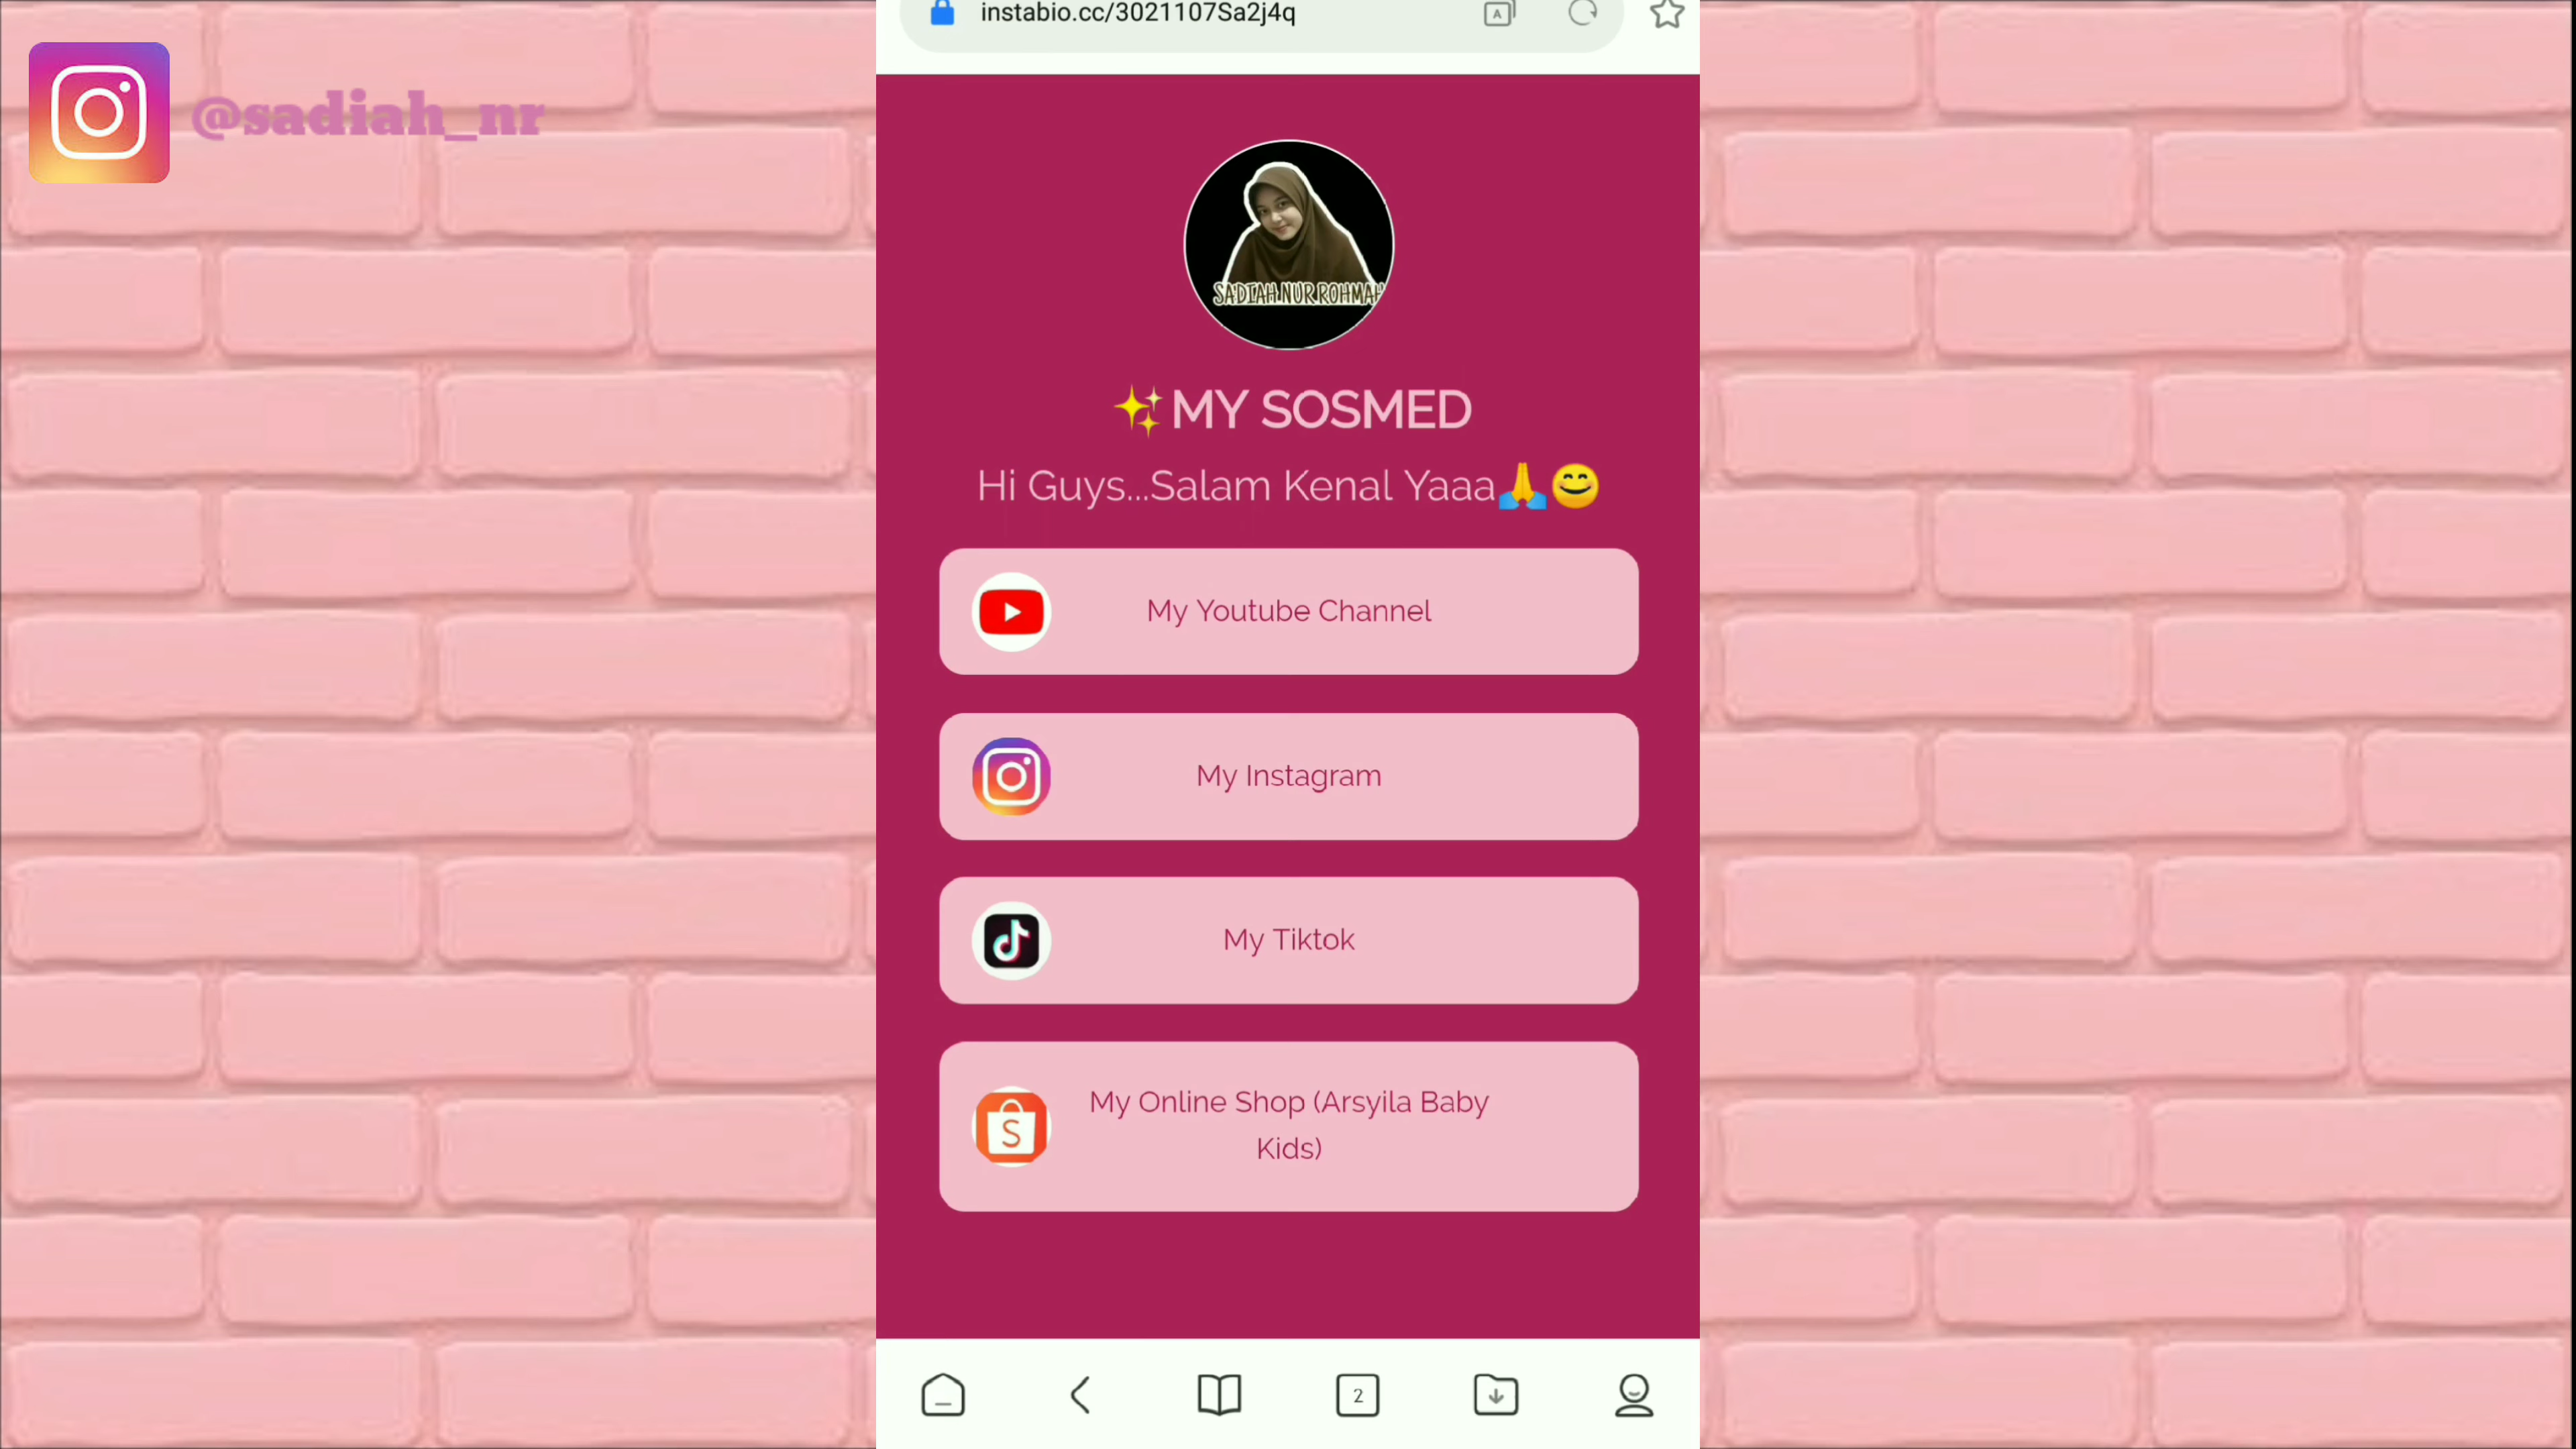 instabio.cc/3021107Sa2j4q
A
@sadiah_nr
SADIAH NUR ROHMAH
✨MY SOSMED
Hi Guys...Salam Kenal Yaaa🙏😊
My Youtube Channel
My Instagram
My Tiktok
My Online Shop (Arsyila Baby
Kids)
S
2